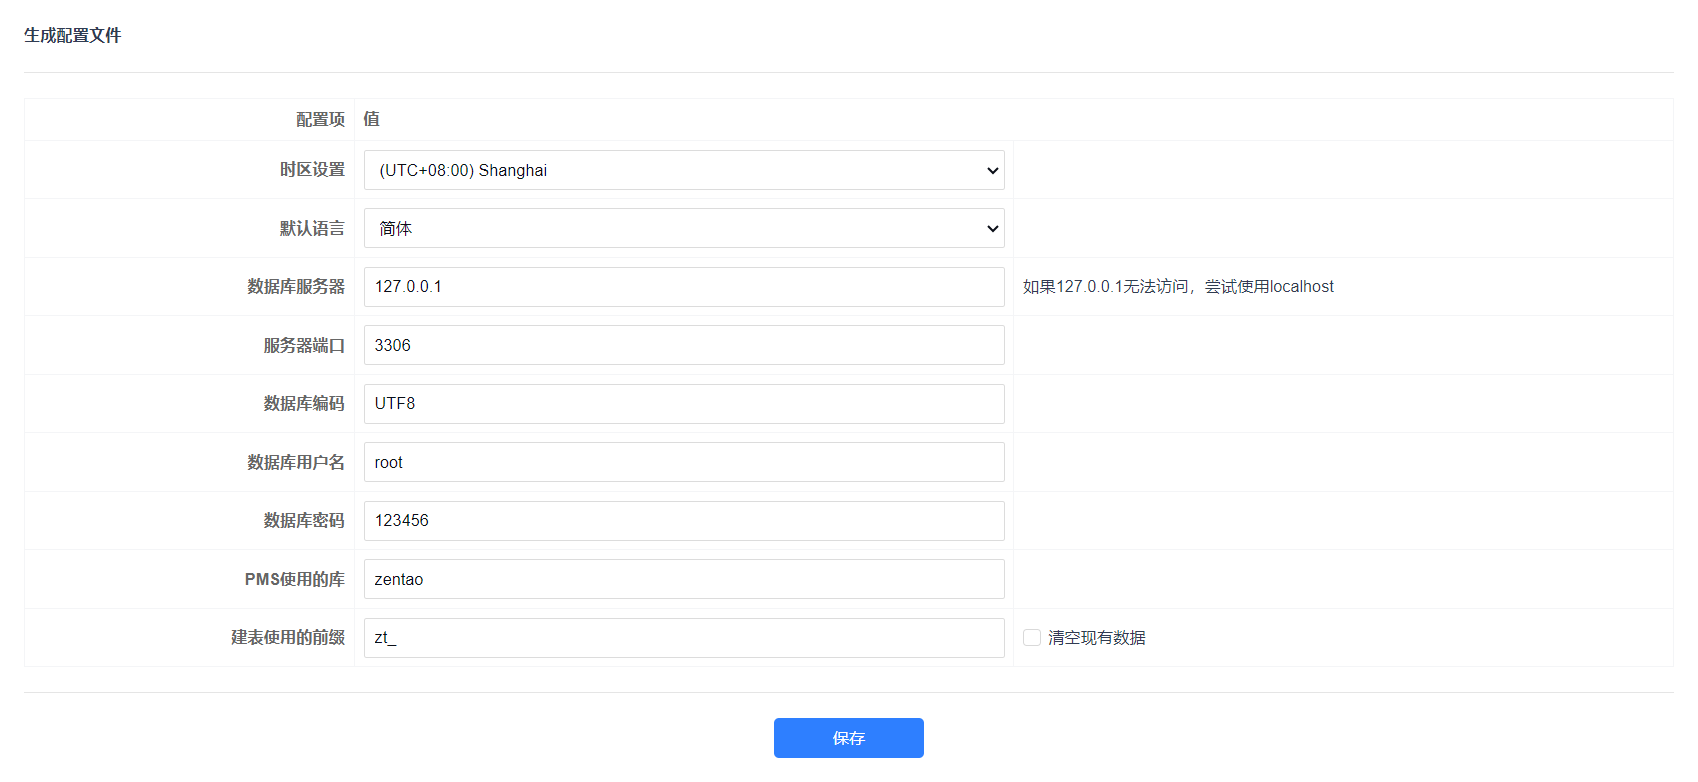 生成配置文件
配置项 值
时区设置 (UTC+08:00) Shanghai
默认语言 简体
数据库服务器 127.0.0.1 如果127.0.0.1无法访问，尝试使用localhost
服务器端口 3306
数据库编码 UTF8
数据库用户名 root
数据库密码 123456
PMS使用的库 zentao
建表使用的前缀 zt_ 清空现有数据
保存